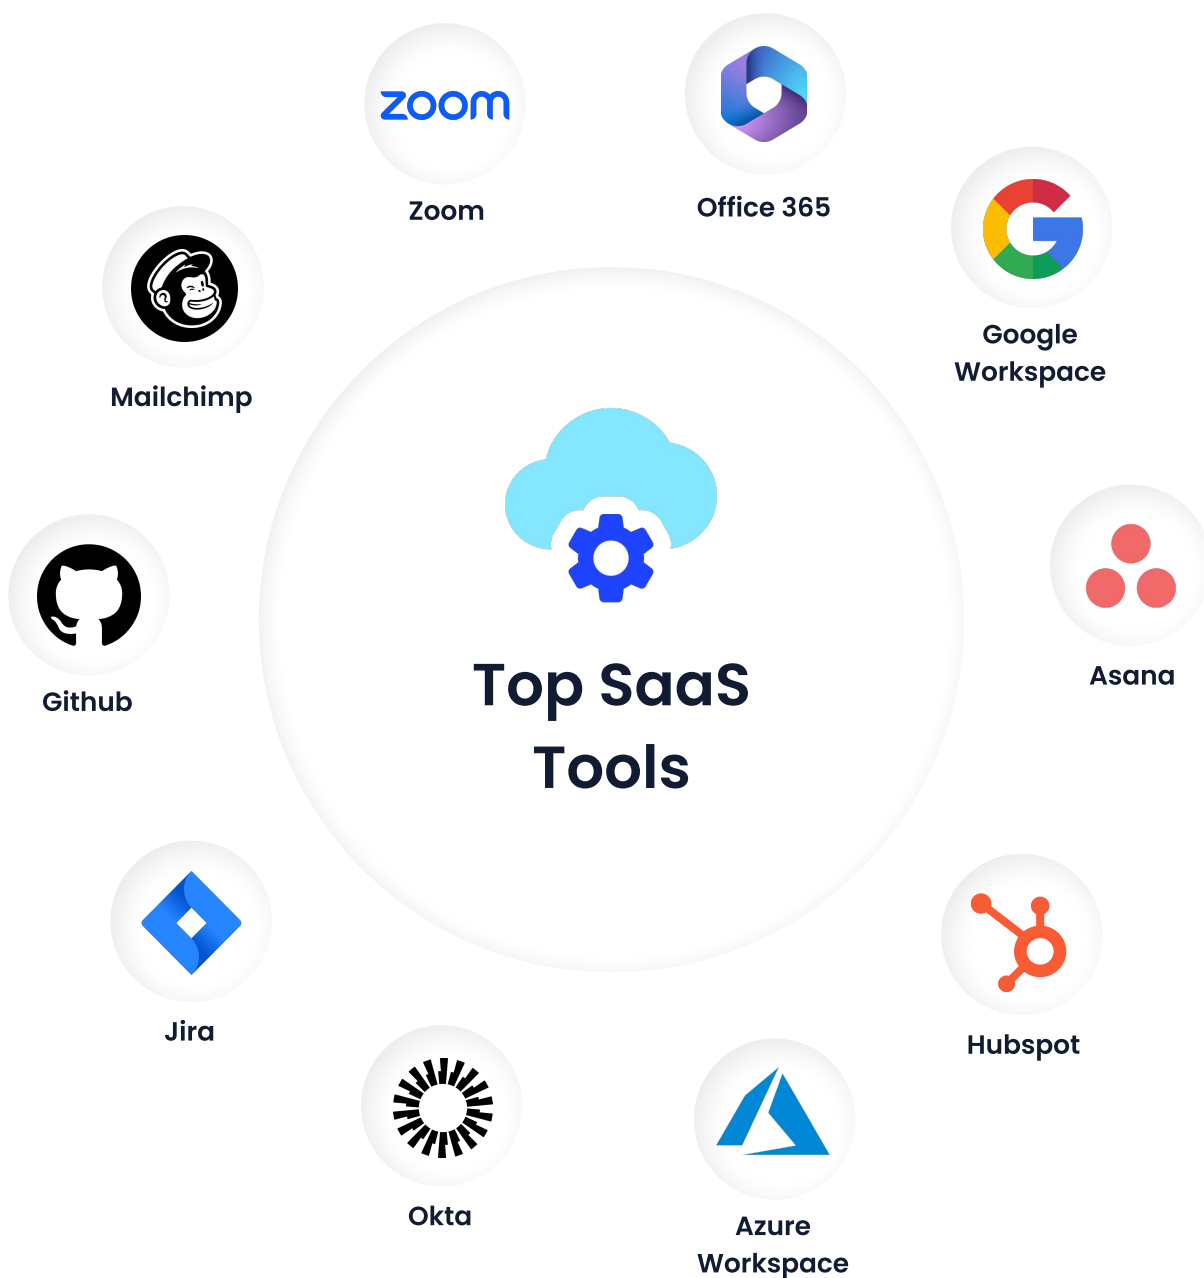 zoom
Zoom
Office 365
Google
Workspace
Mailchimp
Top SaaS
Tools
Github
Asana
Jira
Hubspot
Okta
Azure
Workspace